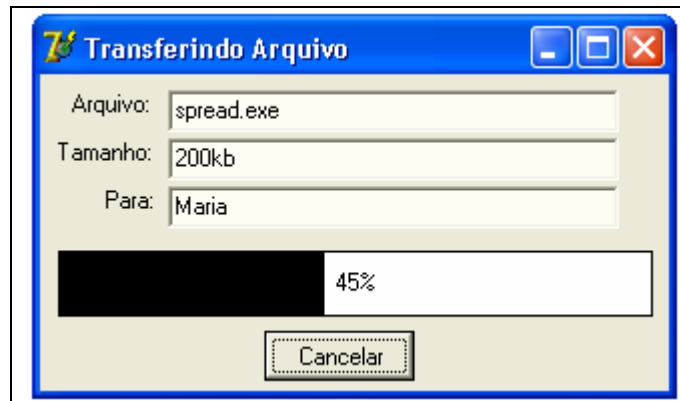 Transferindo Arquivo
Arquivo: spread.exe
Tamanho: 200kb
Para: Maria
45%
Cancelar